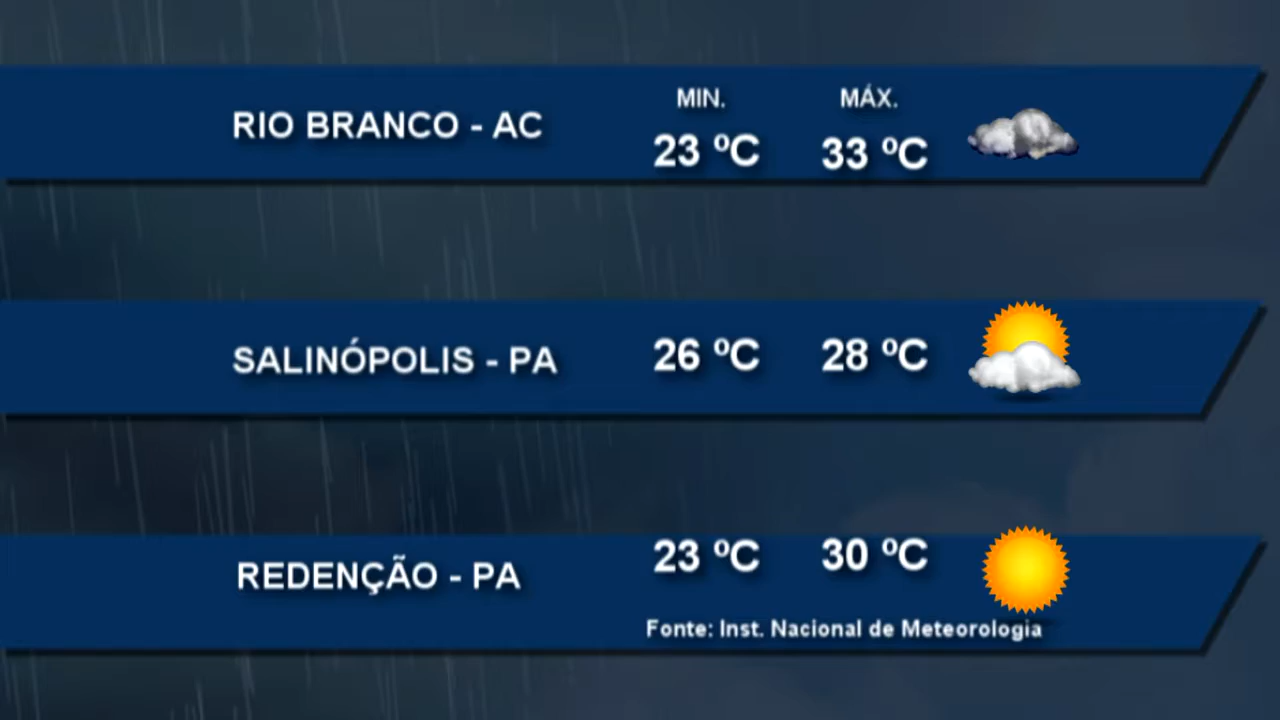 MIN. MÁX.
RIO BRANCO - AC 23 ºC 33 ºC
SALINÓPOLIS - PA 26 ºC 28 ºC
REDENÇÃO - PA 23 ºC 30 ºC
Fonte: Inst. Nacional de Meteorologia